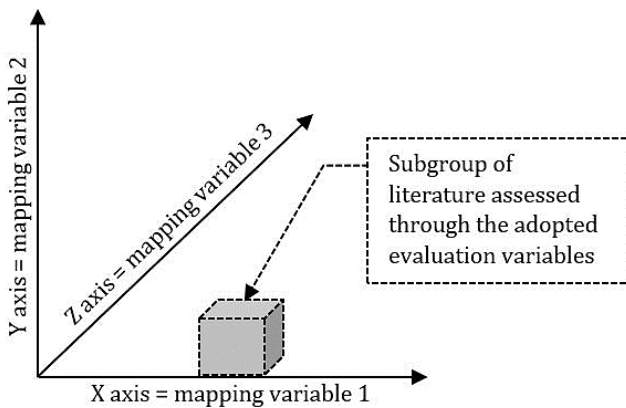 Y axis = mapping variable 2
Z axis = mapping variable 3
Subgroup of
literature assessed
through the adopted
evaluation variables
X axis = mapping variable 1